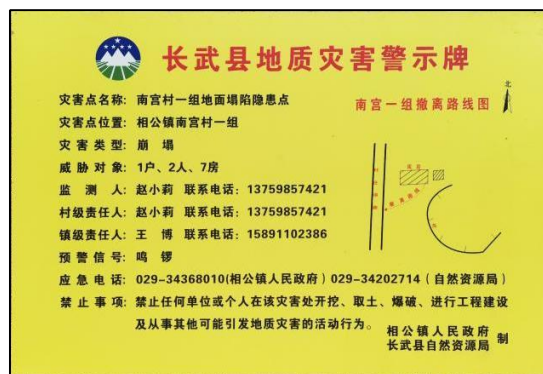 长武县地质灾害警示牌
灾害点名称：南宫村一组地面塌陷隐患点
灾害点位置：相公镇南宫村一组
灾害类型：崩 塌
威胁对象：1户、2人、7房
监 测 人：赵小莉 联系电话：13759857421
村级责任人：赵小莉 联系电话：13759857421
镇级责任人：王 博 联系电话：15891102386
预警信号：鸣 锣
应急电话：029-34368010(相公镇人民政府) 029-34202714（自然资源局）
禁止事项：禁止任何单位或个人在该灾害处开挖、取土、爆破、进行工程建设
及从事其他可能引发地质灾害的活动行为。
南宫一组撤离路线图
北
相公镇人民政府
长武县自然资源局 制